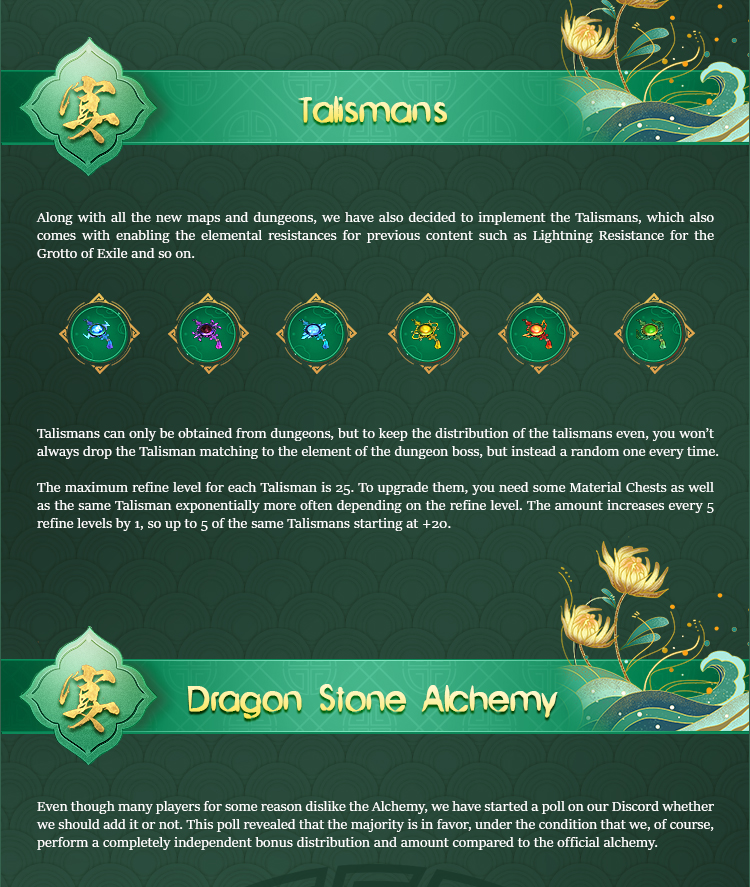 宴
Talismans
Along with all the new maps and dungeons, we have also decided to implement the Talismans, which also
comes with enabling the elemental resistances for previous content such as Lightning Resistance for the
Grotto of Exile and so on.
Talismans can only be obtained from dungeons, but to keep the distribution of the talismans even, you won’t
always drop the Talisman matching to the element of the dungeon boss, but instead a random one every time.
The maximum refine level for each Talisman is 25. To upgrade them, you need some Material Chests as well
as the same Talisman exponentially more often depending on the refine level. The amount increases every 5
refine levels by 1, so up to 5 of the same Talismans starting at +20.
宴
Dragon Stone Alchemy
Even though many players for some reason dislike the Alchemy, we have started a poll on our Discord whether
we should add it or not. This poll revealed that the majority is in favor, under the condition that we, of course,
perform a completely independent bonus distribution and amount compared to the official alchemy.